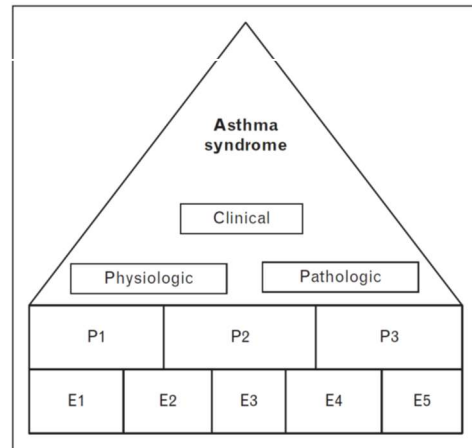 Asthma
syndrome
Clinical
Physiologic Pathologic
P1 P2 P3
E1 E2 E3 E4 E5